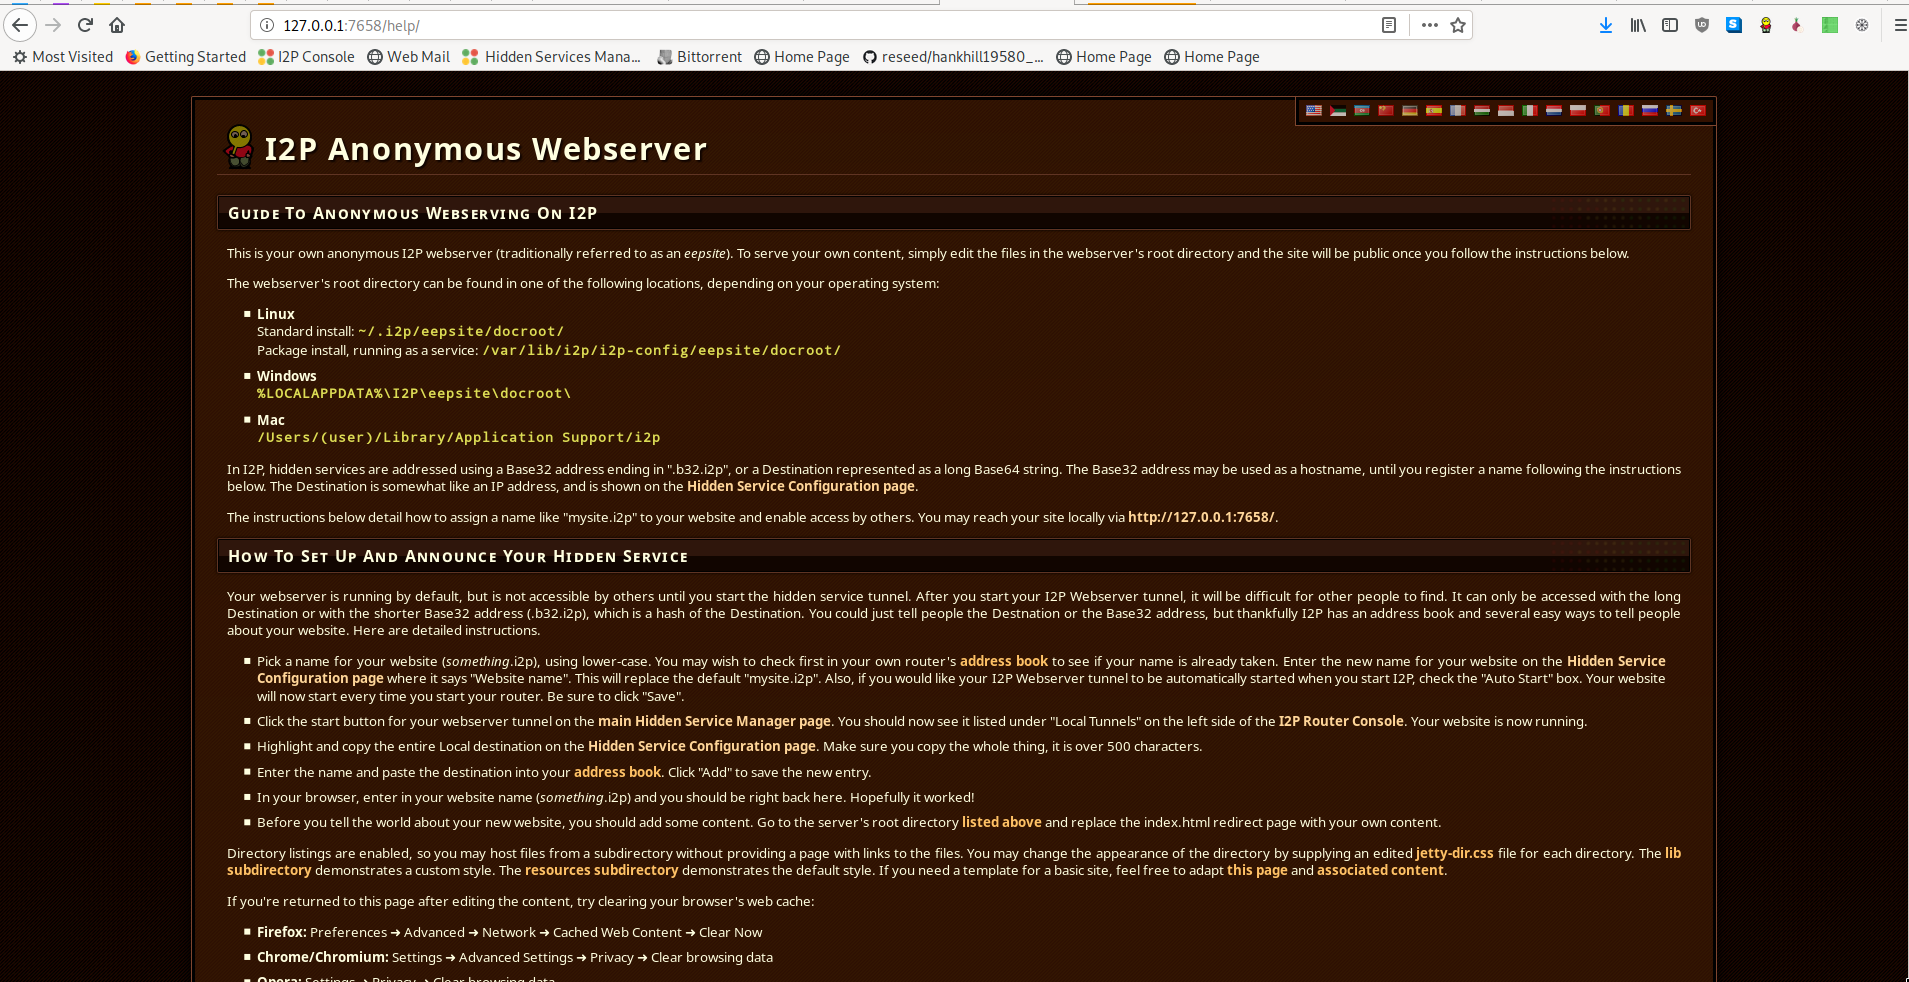 127.0.0.1:7658/help/
Most Visited Getting Started I2P Console Web Mail Hidden Services Mana... Bittorrent Home Page reseed/hankhill19580_... Home Page Home Page
I2P Anonymous Webserver
Guide To Anonymous Webserving On I2P
This is your own anonymous I2P webserver (traditionally referred to as an eepsite). To serve your own content, simply edit the files in the webserver's root directory and the site will be public once you follow the instructions below.
The webserver's root directory can be found in one of the following locations, depending on your operating system:
Linux
Standard install: ~/.i2p/eepsite/docroot/
Package install, running as a service: /var/lib/i2p/i2p-config/eepsite/docroot/
Windows
%LOCALAPPDATA%\I2P\eepsite\docroot\
Mac
/Users/(user)/Library/Application Support/i2p
In I2P, hidden services are addressed using a Base32 address ending in ".b32.i2p", or a Destination represented as a long Base64 string. The Base32 address may be used as a hostname, until you register a name following the instructions
below. The Destination is somewhat like an IP address, and is shown on the Hidden Service Configuration page.
The instructions below detail how to assign a name like "mysite.i2p" to your website and enable access by others. You may reach your site locally via http://127.0.0.1:7658/.
How To Set Up And Announce Your Hidden Service
Your webserver is running by default, but is not accessible by others until you start the hidden service tunnel. After you start your I2P Webserver tunnel, it will be difficult for other people to find. It can only be accessed with the long
Destination or with the shorter Base32 address (.b32.i2p), which is a hash of the Destination. You could just tell people the Destnation or the Base32 address, but thankfully I2P has an address book and several easy ways to tell people
about your website. Here are detailed instructions.
Pick a name for your website (something.i2p), using lower-case. You may wish to check first in your own router's address book to see if your name is already taken. Enter the new name for your website on the Hidden Service
Configuration page where it says "Website name". This will replace the default "mysite.i2p". Also, if you would like your I2P Webserver tunnel to be automatically started when you start I2P, check the "Auto Start" box. Your website
will now start every time you start your router. Be sure to click "Save".
Click the start button for your webserver tunnel on the main Hidden Service Manager page. You should now see it listed under "Local Tunnels" on the left side of the I2P Router Console. Your website is now running.
Highlight and copy the entire Local destination on the Hidden Service Configuration page. Make sure you copy the whole thing, it is over 500 characters.
Enter the name and paste the destination into your address book. Click "Add" to save the new entry.
In your browser, enter in your website name (something.i2p) and you should be right back here. Hopefully it worked!
Before you tell the world about your new website, you should add some content. Go to the server's root directory listed above and replace the index.html redirect page with your own content.
Directory listings are enabled, so you may host files from a subdirectory without providing a page with links to the files. You may change the appearance of the directory by supplying an edited jetty-dir.css file for each directory. The lib
subdirectory demonstrates a custom style. The resources subdirectory demonstrates the default style. If you need a template for a basic site, feel free to adapt this page and associated content.
If you're returned to this page after editing the content, try clearing your browser's web cache:
Firefox: Preferences ➜ Advanced ➜ Network ➜ Cached Web Content ➜ Clear Now
Chrome/Chromium: Settings ➜ Advanced Settings ➜ Privacy ➜ Clear browsing data
Opera: Settings ➜ Privacy ➜ Clear browsing data